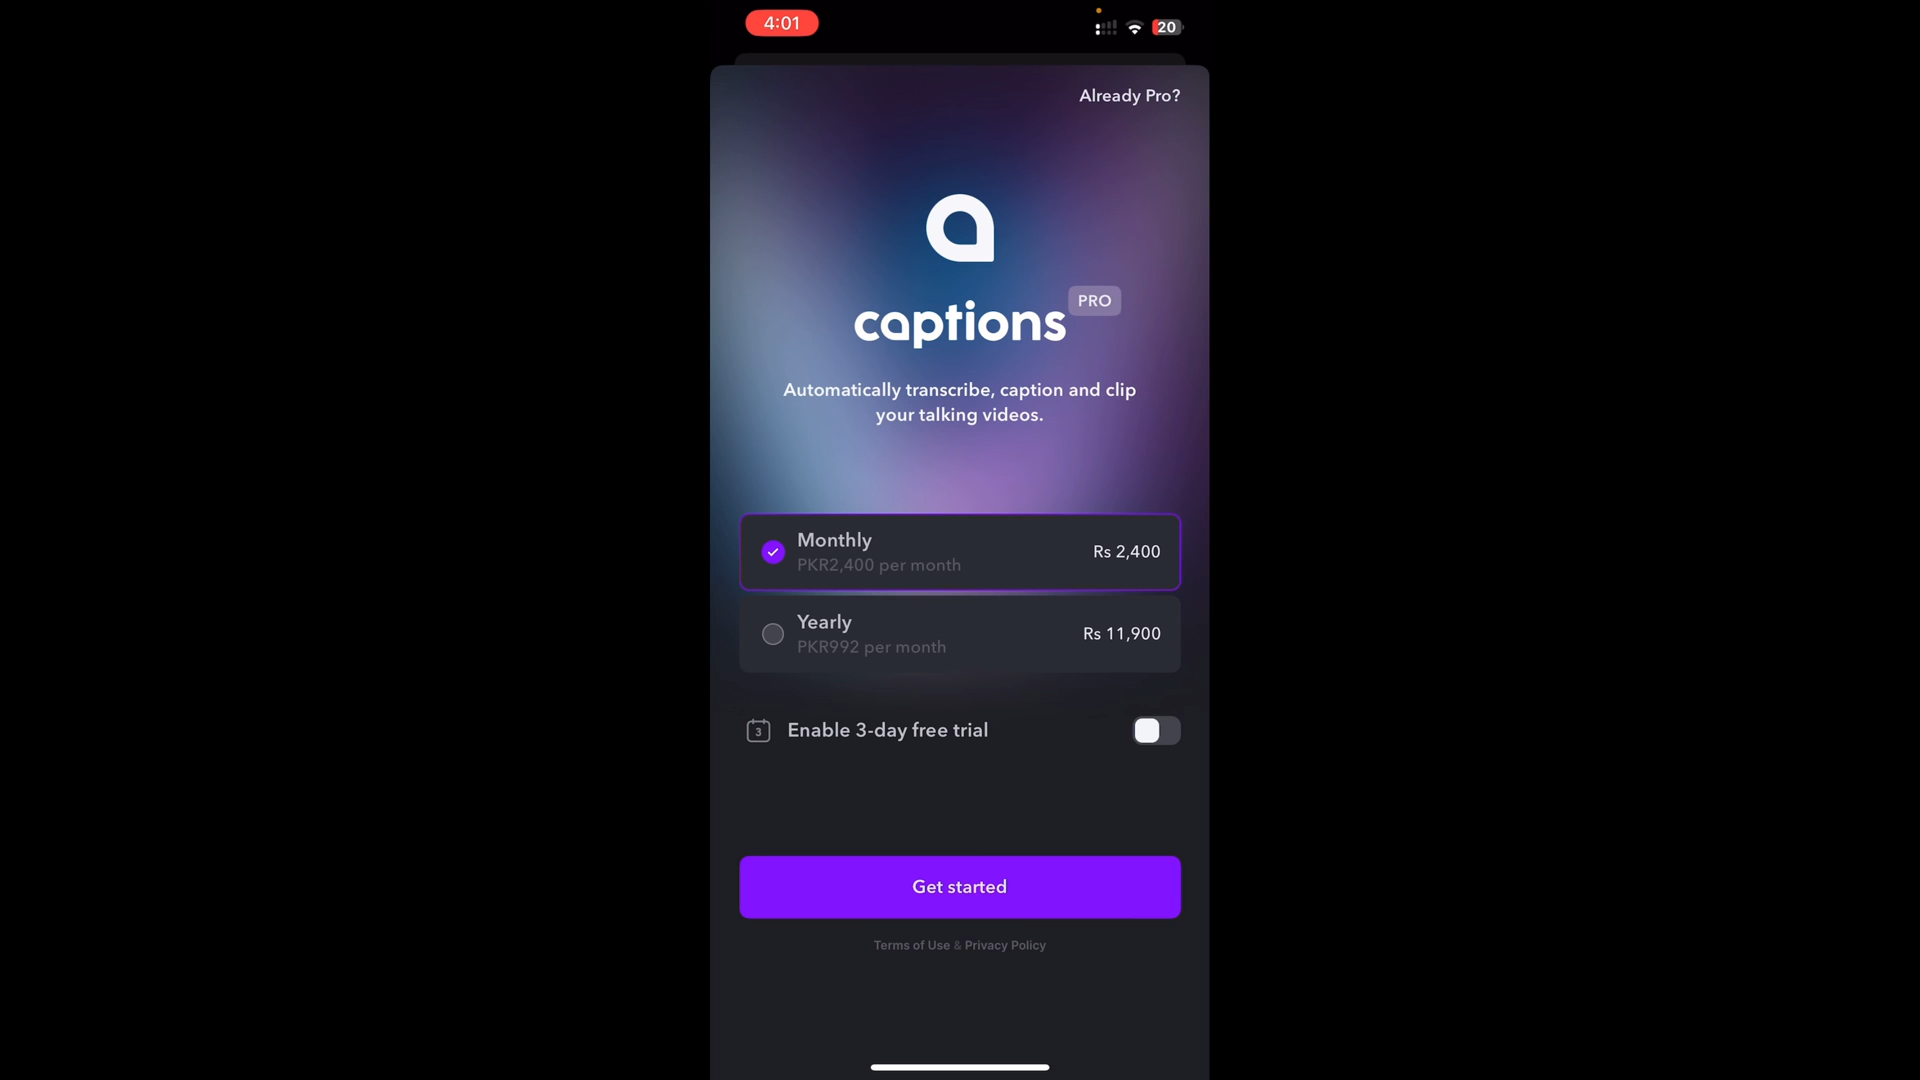 4:01
20
Already Pro?
captions PRO
Automatically transcribe, caption and clip
your talking videos.
Monthly
PKR2,400 per month
Rs 2,400
Yearly
PKR992 per month
Rs 11,900
3
Enable 3-day free trial
Get started
Terms of Use & Privacy Policy